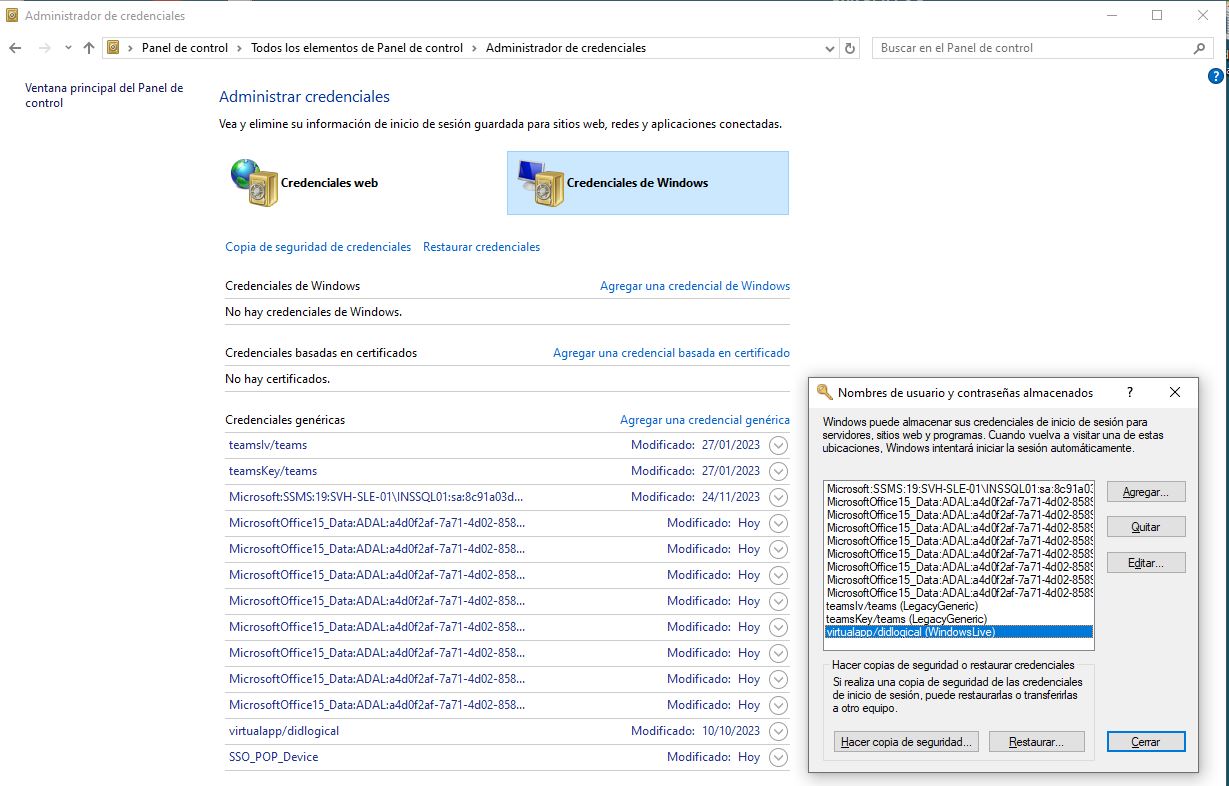 Administrador de credenciales
Panel de control > Todos los elementos de Panel de control > Administrador de credenciales
Buscar en el Panel de control
?
Ventana principal del Panel de
control
Administrar credenciales
Vea y elimine su información de inicio de sesión guardada para sitios web, redes y aplicaciones conectadas.
Credenciales web
Credenciales de Windows
Copia de seguridad de credenciales Restaurar credenciales
Credenciales de Windows Agregar una credencial de Windows
No hay credenciales de Windows.
Credenciales basadas en certificados Agregar una credencial basada en certificado
No hay certificados.
Credenciales genéricas Agregar una credencial genérica
teamslv/teams Modificado: 27/01/2023
teamsKey/teams Modificado: 27/01/2023
Microsoft:SSMS:19:SVH-SLE-01\INSSQL01:sa:8c91a03d... Modificado: 24/11/2023
MicrosoftOffice15_Data:ADAL:a4d0f2af-7a71-4d02-858... Modificado: Hoy
MicrosoftOffice15_Data:ADAL:a4d0f2af-7a71-4d02-858... Modificado: Hoy
MicrosoftOffice15_Data:ADAL:a4d0f2af-7a71-4d02-858... Modificado: Hoy
MicrosoftOffice15_Data:ADAL:a4d0f2af-7a71-4d02-858... Modificado: Hoy
MicrosoftOffice15_Data:ADAL:a4d0f2af-7a71-4d02-858... Modificado: Hoy
MicrosoftOffice15_Data:ADAL:a4d0f2af-7a71-4d02-858... Modificado: Hoy
MicrosoftOffice15_Data:ADAL:a4d0f2af-7a71-4d02-858... Modificado: Hoy
MicrosoftOffice15_Data:ADAL:a4d0f2af-7a71-4d02-858... Modificado: Hoy
virtualapp/didlogical Modificado: 10/10/2023
SSO_POP_Device Modificado: Hoy
Nombres de usuario y contraseñas almacenados ?
Windows puede almacenar sus credenciales de inicio de sesión para
servidores, sitios web y programas. Cuando vuelva a visitar una de estas
ubicaciones, Windows intentará iniciar la sesión automáticamente.
Microsoft:SSMS:19:SVH-SLE-01\INSSQL01:sa:8c91a03
MicrosoftOffice15_Data:ADAL:a4d0f2af-7a71-4d02-8589
MicrosoftOffice15_Data:ADAL:a4d0f2af-7a71-4d02-8589
MicrosoftOffice15_Data:ADAL:a4d0f2af-7a71-4d02-8589
MicrosoftOffice15_Data:ADAL:a4d0f2af-7a71-4d02-8589
MicrosoftOffice15_Data:ADAL:a4d0f2af-7a71-4d02-8589
MicrosoftOffice15_Data:ADAL:a4d0f2af-7a71-4d02-8589
MicrosoftOffice15_Data:ADAL:a4d0f2af-7a71-4d02-8589
MicrosoftOffice15_Data:ADAL:a4d0f2af-7a71-4d02-8589
teamslv/teams (LegacyGeneric)
teamsKey/teams (LegacyGeneric)
virtualapp/didlogical (WindowsLive)
Agregar...
Quitar
Editar...
Hacer copias de seguridad o restaurar credenciales
Si realiza una copia de seguridad de las credenciales
de inicio de sesión, puede restaurarlas o transferirlas
a otro equipo.
Hacer copia de seguridad... Restaurar... Cerrar